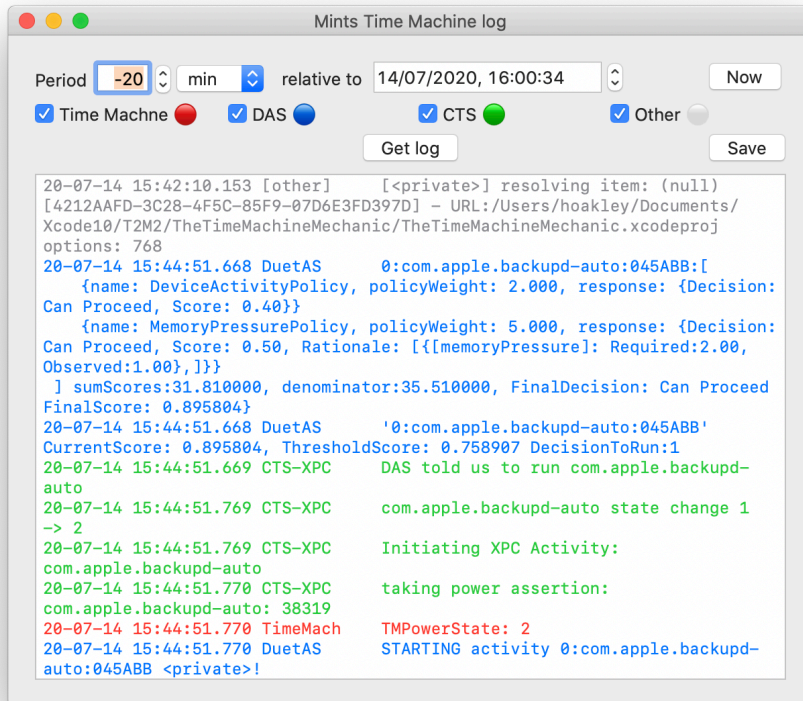 Mints Time Machine log
Period -20 min relative to 14/07/2020, 16:00:34 Now
Time Machne DAS CTS Other
Get log Save
20-07-14 15:42:10.153 [other] [<private>] resolving item: (null)
[4212AAFD-3C28-4F5C-85F9-07D6E3FD397D] - URL:/Users/hoakley/Documents/
Xcode10/T2M2/TheTimeMachineMechanic/TheTimeMachineMechanic.xcodeproj
options: 768
20-07-14 15:44:51.668 DuetAS 0:com.apple.backupd-auto:045ABB:[
{name: DeviceActivityPolicy, policyWeight: 2.000, response: {Decision:
Can Proceed, Score: 0.40}}
{name: MemoryPressurePolicy, policyWeight: 5.000, response: {Decision:
Can Proceed, Score: 0.50, Rationale: [{[memoryPressure]: Required:2.00,
Observed:1.00},]}}
] sumScores:31.810000, denominator:35.510000, FinalDecision: Can Proceed
FinalScore: 0.895804}
20-07-14 15:44:51.668 DuetAS '0:com.apple.backupd-auto:045ABB'
CurrentScore: 0.895804, ThresholdScore: 0.758907 DecisionToRun:1
20-07-14 15:44:51.669 CTS-XPC DAS told us to run com.apple.backupd-
auto
20-07-14 15:44:51.769 CTS-XPC com.apple.backupd-auto state change 1
-> 2
20-07-14 15:44:51.769 CTS-XPC Initiating XPC Activity:
com.apple.backupd-auto
20-07-14 15:44:51.770 CTS-XPC taking power assertion:
com.apple.backupd-auto: 38319
20-07-14 15:44:51.770 TimeMach TMPowerState: 2
20-07-14 15:44:51.770 DuetAS STARTING activity 0:com.apple.backupd-
auto:045ABB <private>!